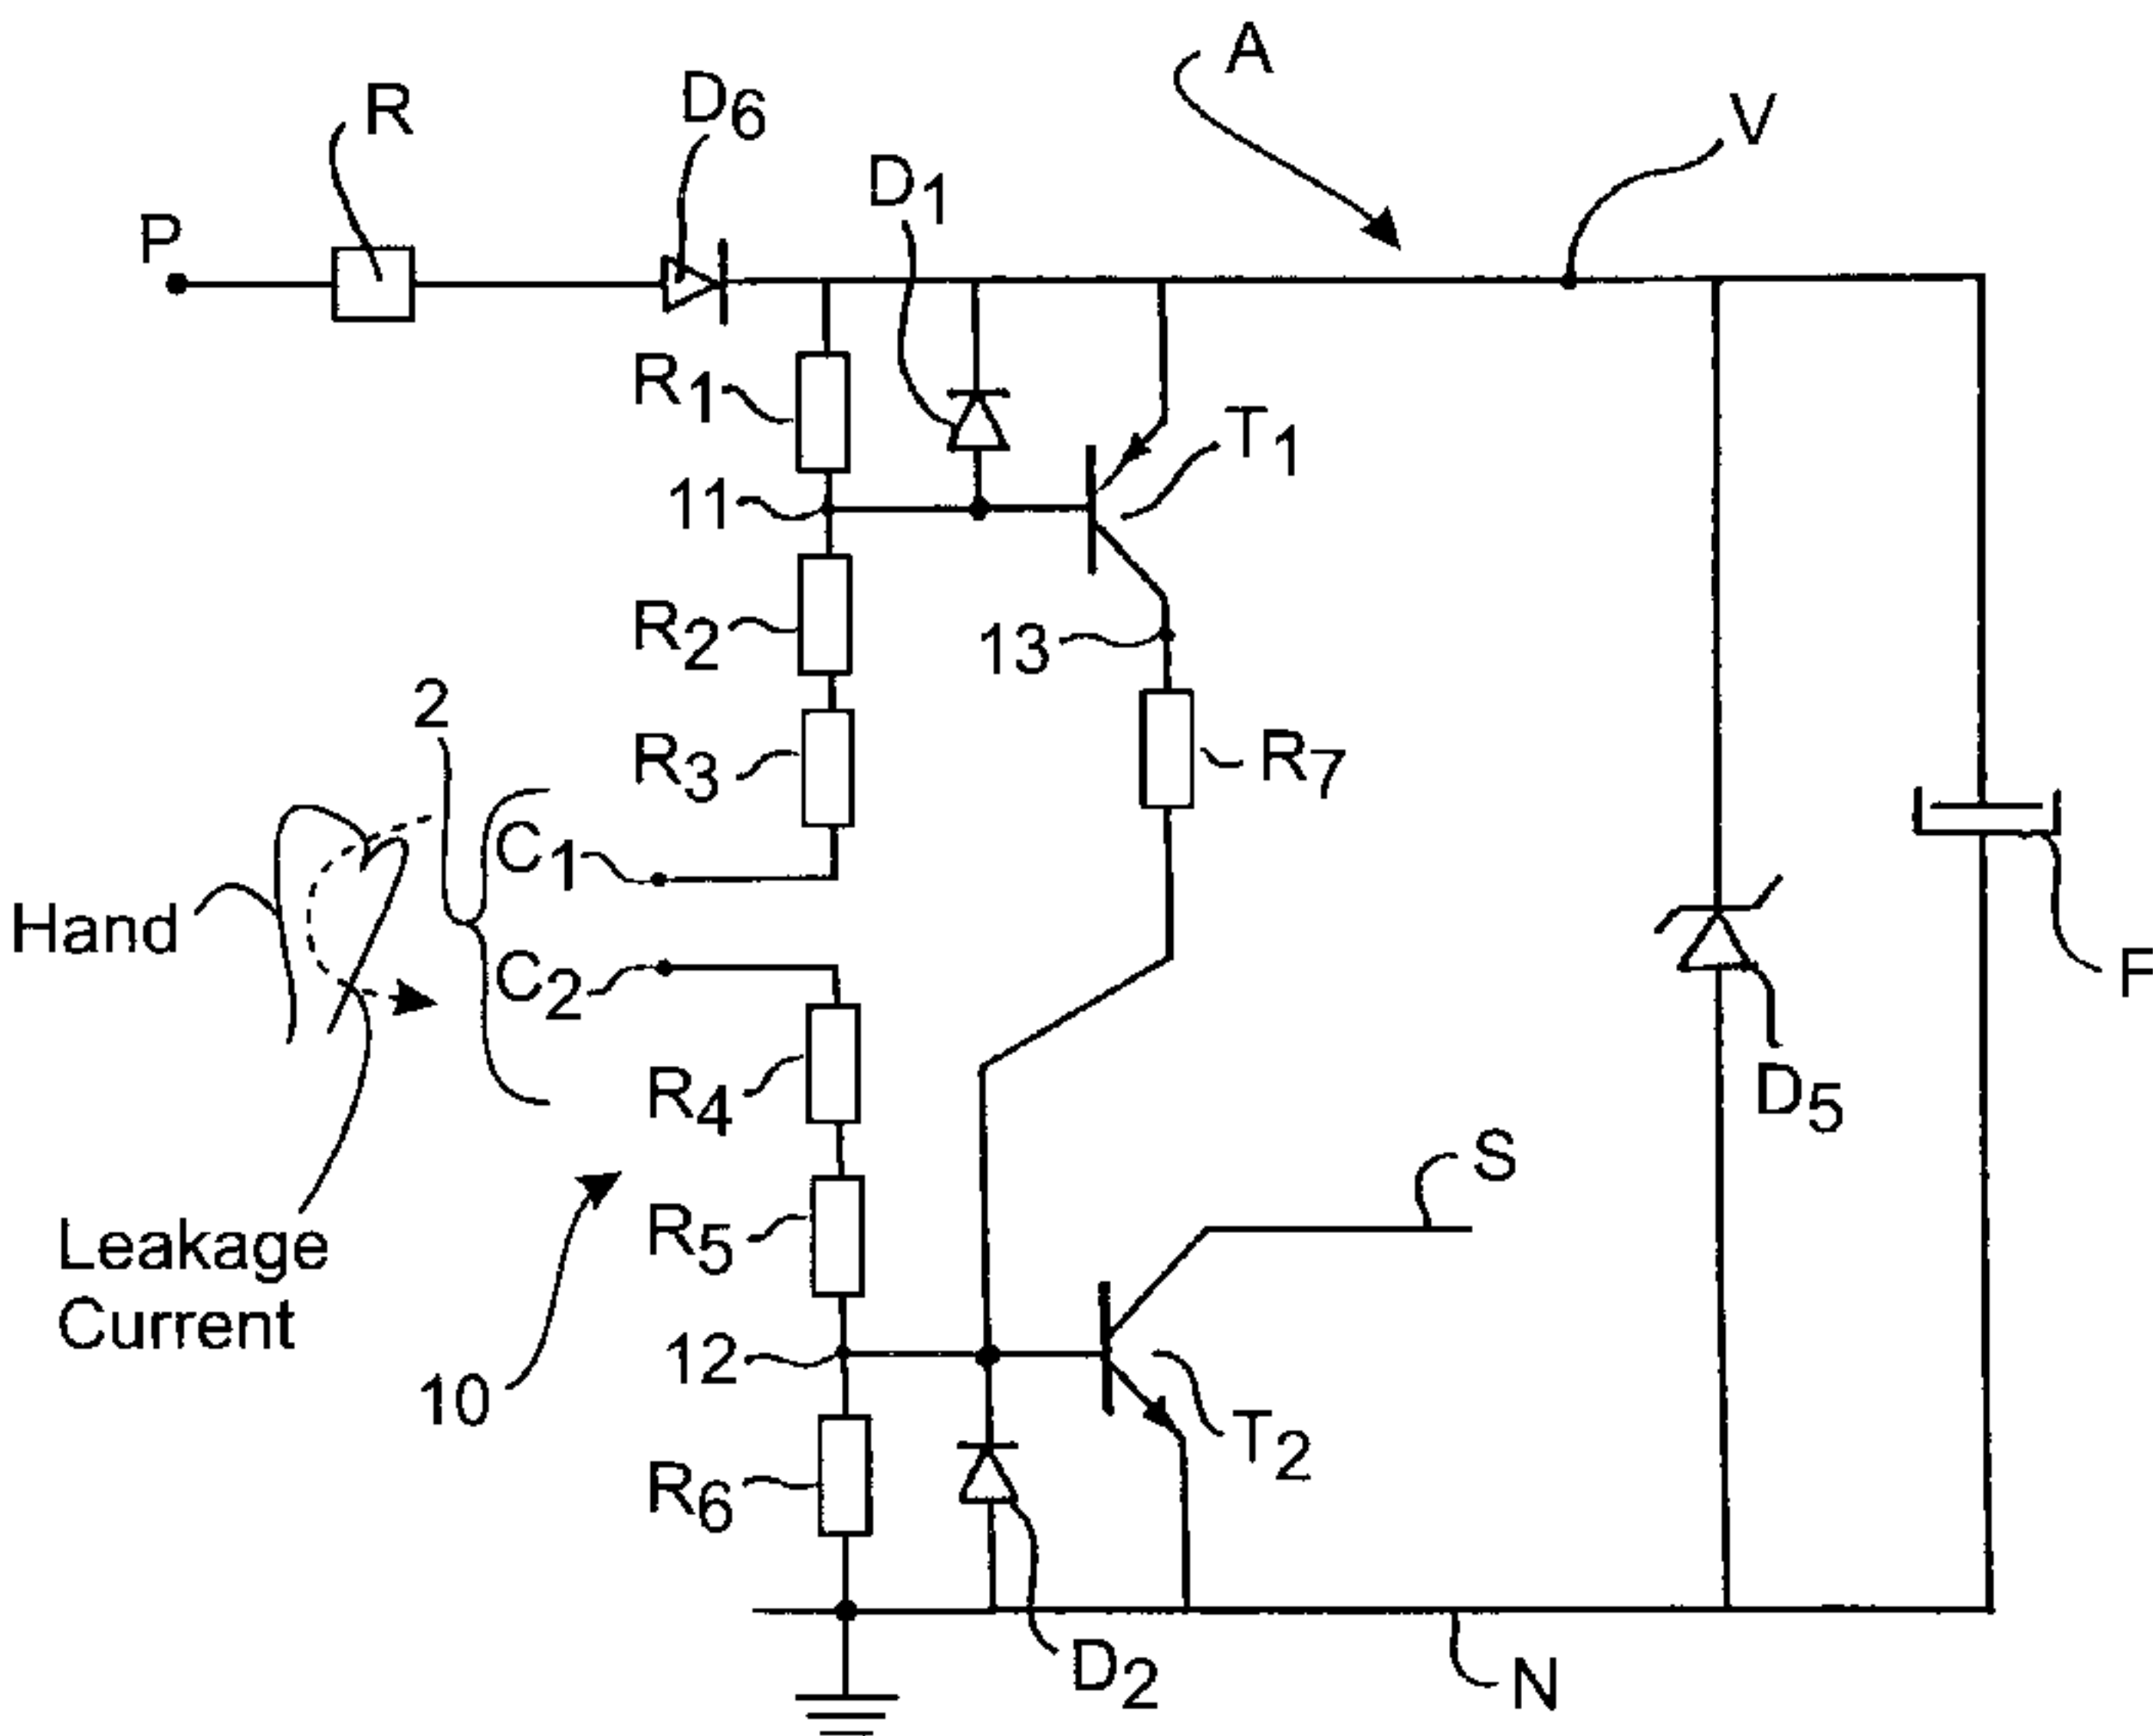 A
R
D6
V
D1
P
R1
T1
11
R2
13
2
R3
R7
C1
Hand
C2
F
R4
D5
S
R5
Leakage
Current
12
10
T2
R6
D2
N